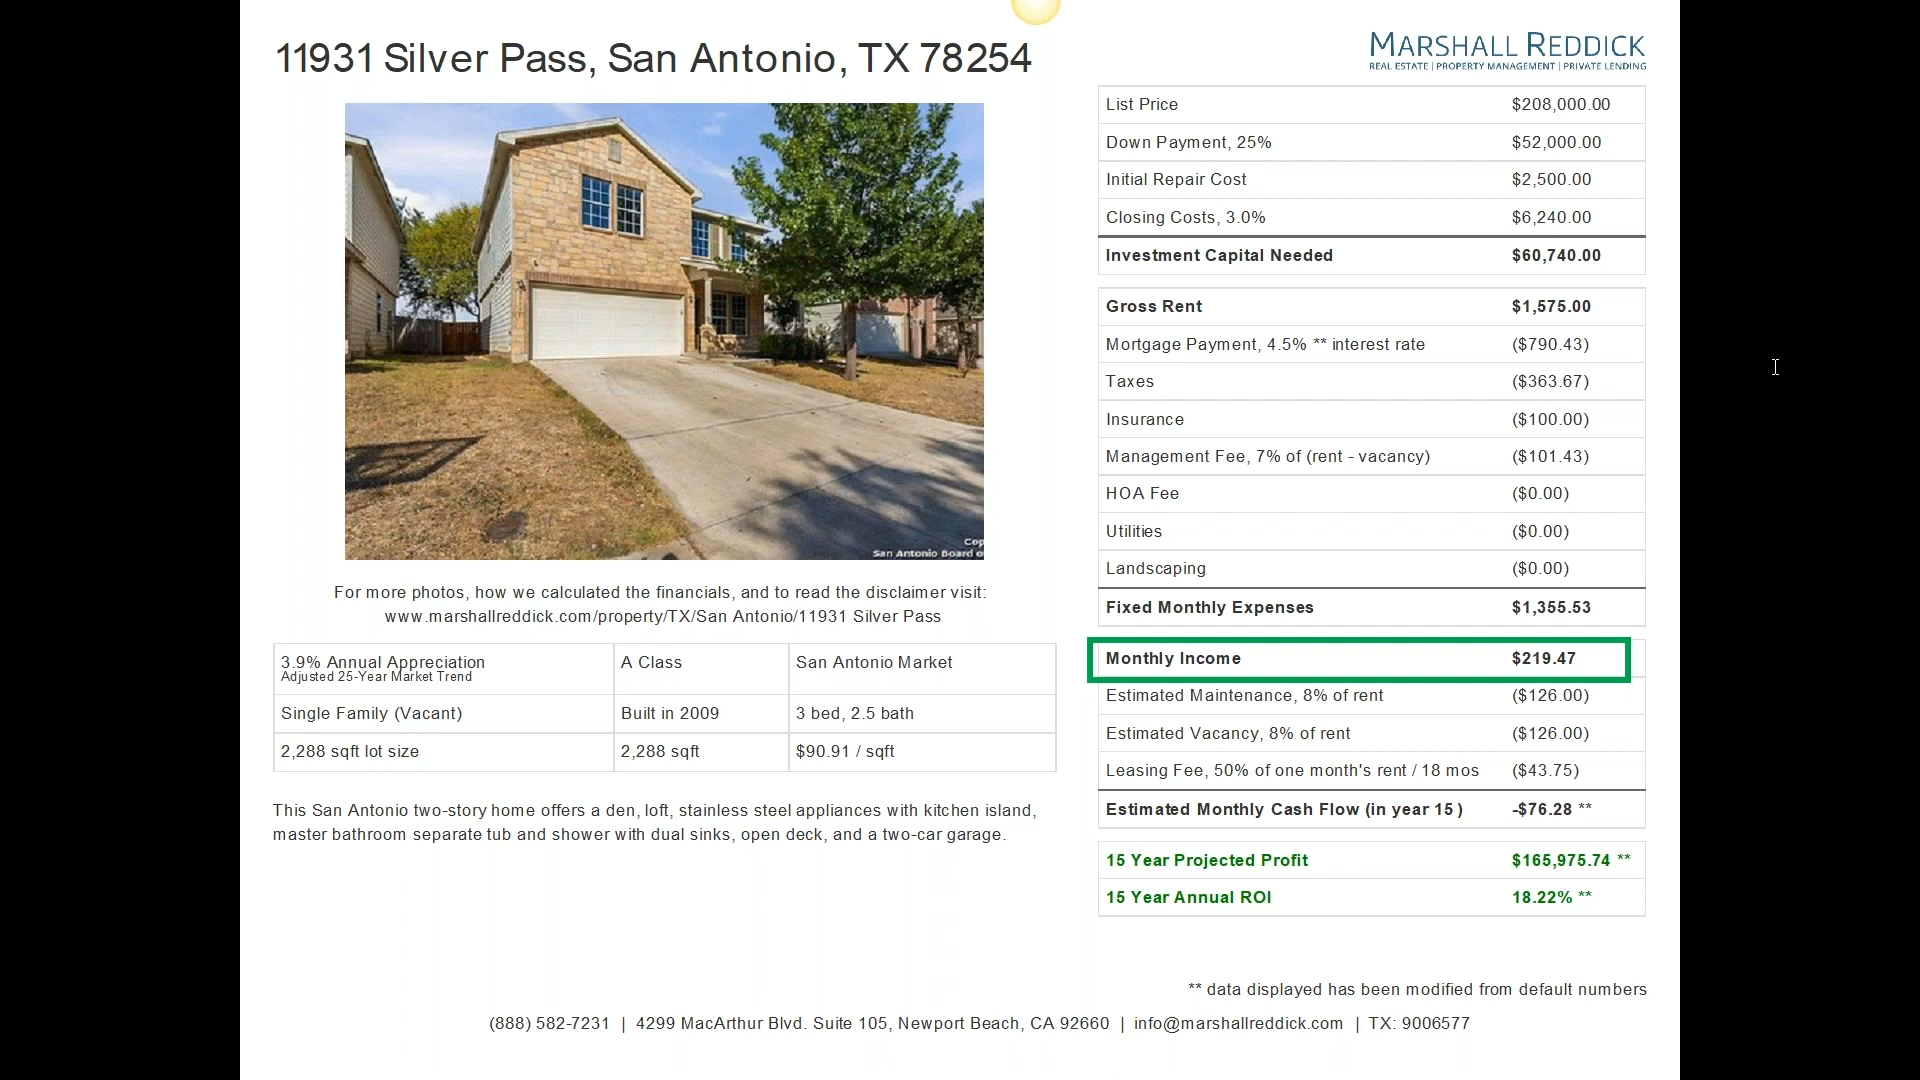 11931 Silver Pass, San Antonio, TX 78254
MARSHALL REDDICK
REAL ESTATE | PROPERTY MANAGEMENT | PRIVATE LENDING
Cop
San Antonio Board o
For more photos, how we calculated the financials, and to read the disclaimer visit:
www.marshallreddick.com/property/TX/San Antonio/11931 Silver Pass
3.9% Annual Appreciation
Adjusted 25-Year Market Trend
A Class
San Antonio Market
Single Family (Vacant)
Built in 2009
3 bed, 2.5 bath
2,288 sqft lot size
2,288 sqft
$90.91 / sqft
This San Antonio two-story home offers a den, loft, stainless steel appliances with kitchen island,
master bathroom separate tub and shower with dual sinks, open deck, and a two-car garage.
List Price $208,000.00
Down Payment, 25% $52,000.00
Initial Repair Cost $2,500.00
Closing Costs, 3.0% $6,240.00
Investment Capital Needed $60,740.00
Gross Rent $1,575.00
Mortgage Payment, 4.5% ** interest rate ($790.43)
Taxes ($363.67)
Insurance ($100.00)
Management Fee, 7% of (rent - vacancy) ($101.43)
HOA Fee ($0.00)
Utilities ($0.00)
Landscaping ($0.00)
Fixed Monthly Expenses $1,355.53
Monthly Income $219.47
Estimated Maintenance, 8% of rent ($126.00)
Estimated Vacancy, 8% of rent ($126.00)
Leasing Fee, 50% of one month's rent / 18 mos ($43.75)
Estimated Monthly Cash Flow (in year 15 ) -$76.28 **
15 Year Projected Profit $165,975.74 **
15 Year Annual ROI 18.22% **
** data displayed has been modified from default numbers
(888) 582-7231 | 4299 MacArthur Blvd. Suite 105, Newport Beach, CA 92660 | info@marshallreddick.com | TX: 9006577